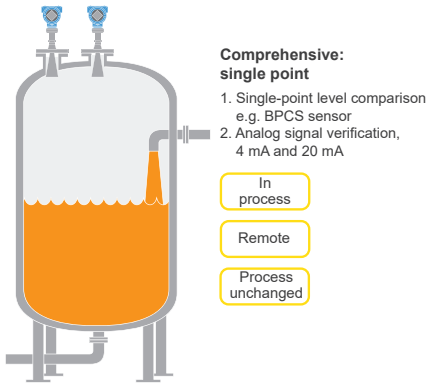 Comprehensive:
single point
1. Single-point level comparison
e.g. BPCS sensor
2. Analog signal verification,
4 mA and 20 mA
In
process
Remote
Process
unchanged